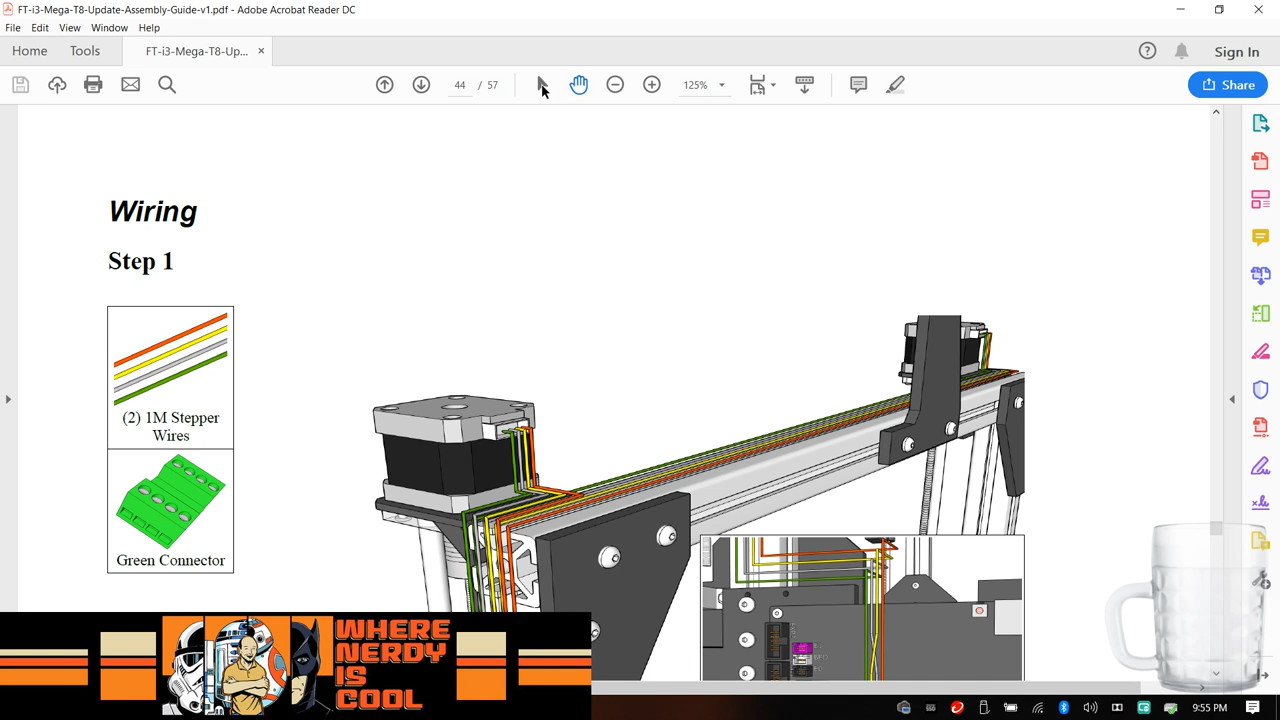 FT-i3-Mega-T8-Update-Assembly-Guide-v1.pdf - Adobe Acrobat Reader DC
File Edit View Window Help
Home Tools FT-i3-Mega-T8-Up... × Sign In
44 / 57 125% Share
Wiring
Step 1
(2) 1M Stepper
Wires
Green Connector
WHERE
NERDY
IS
COOL
9:55 PM